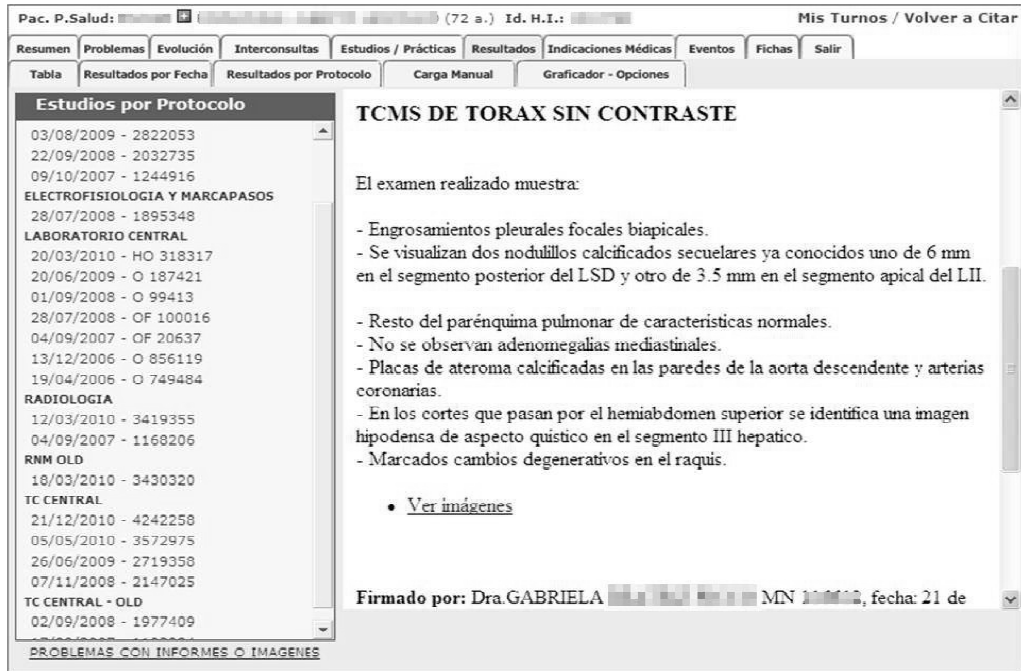 Pac. P.Salud: (72 a.) Id. H.I.: Mis Turnos / Volver a Citar
Resumen Problemas Evolución Interconsultas Estudios / Prácticas Resultados Indicaciones Médicas Eventos Fichas Salir
Tabla Resultados por Fecha Resultados por Protocolo Carga Manual Graficador - Opciones
Estudios por Protocolo
03/08/2009 - 2822053
22/09/2008 - 2032735
09/10/2007 - 1244916
ELECTROFISIOLOGIA Y MARCAPASOS
28/07/2008 - 1895348
LABORATORIO CENTRAL
20/03/2010 - HO 318317
20/06/2009 - O 187421
01/09/2008 - O 99413
28/07/2008 - OF 100016
04/09/2007 - OF 20637
13/12/2006 - O 856119
19/04/2006 - O 749484
RADIOLOGIA
12/03/2010 - 3419355
04/09/2007 - 1168206
RNM OLD
18/03/2010 - 3430320
TC CENTRAL
21/12/2010 - 4242258
05/05/2010 - 3572975
26/06/2009 - 2719358
07/11/2008 - 2147025
TC CENTRAL - OLD
02/09/2008 - 1977409
PROBLEMAS CON INFORMES O IMAGENES
TCMS DE TORAX SIN CONTRASTE
El examen realizado muestra:
- Engrosamientos pleurales focales biapicales.
- Se visualizan dos nodulillos calcificados secuelares ya conocidos uno de 6 mm
en el segmento posterior del LSD y otro de 3.5 mm en el segmento apical del LII.
- Resto del parénquima pulmonar de caracteristicas normales.
- No se observan adenomegalias mediastinales.
- Placas de ateroma calcificadas en las paredes de la aorta descendente y arterias
coronarias.
- En los cortes que pasan por el hemiabdomen superior se identifica una imagen
hipodensa de aspecto quistico en el segmento III hepatico.
- Marcados cambios degenerativos en el raquis.
• Ver imágenes
Firmado por: Dra.GABRIELA MN , fecha: 21 de